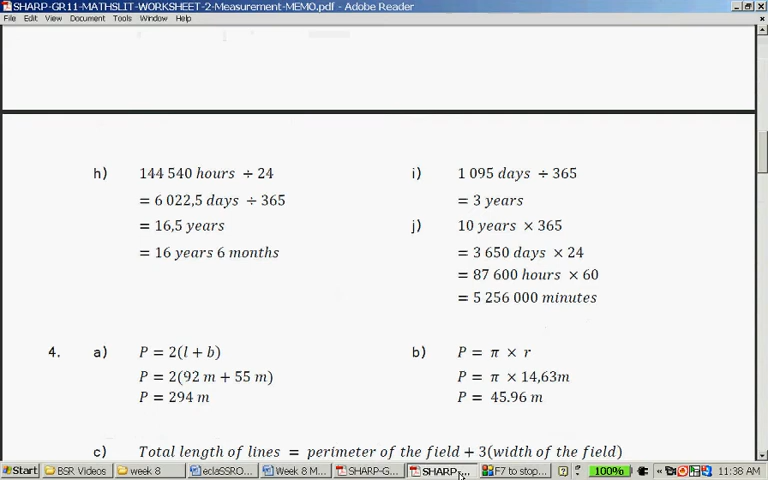 SHARP-GR11-MATHSLIT-WORKSHEET-2-Measurement-MEMO.pdf - Adobe Reader
File Edit View Document Tools Window Help
h) 144 540 hours ÷ 24
= 6 022,5 days ÷ 365
= 16,5 years
= 16 years 6 months
i) 1 095 days ÷ 365
= 3 years
j) 10 years × 365
= 3 650 days × 24
= 87 600 hours × 60
= 5 256 000 minutes
4. a) P = 2(l + b)
P = 2(92 m + 55 m)
P = 294 m
b) P = π × r
P = π × 14,63m
P = 45.96 m
c) Total length of lines = perimeter of the field + 3(width of the field)
Start BSR Videos week 8 eclaSSRO... Week 8 M... SHARP-G... SHARP-... F7 to stop... 100% 11:38 AM